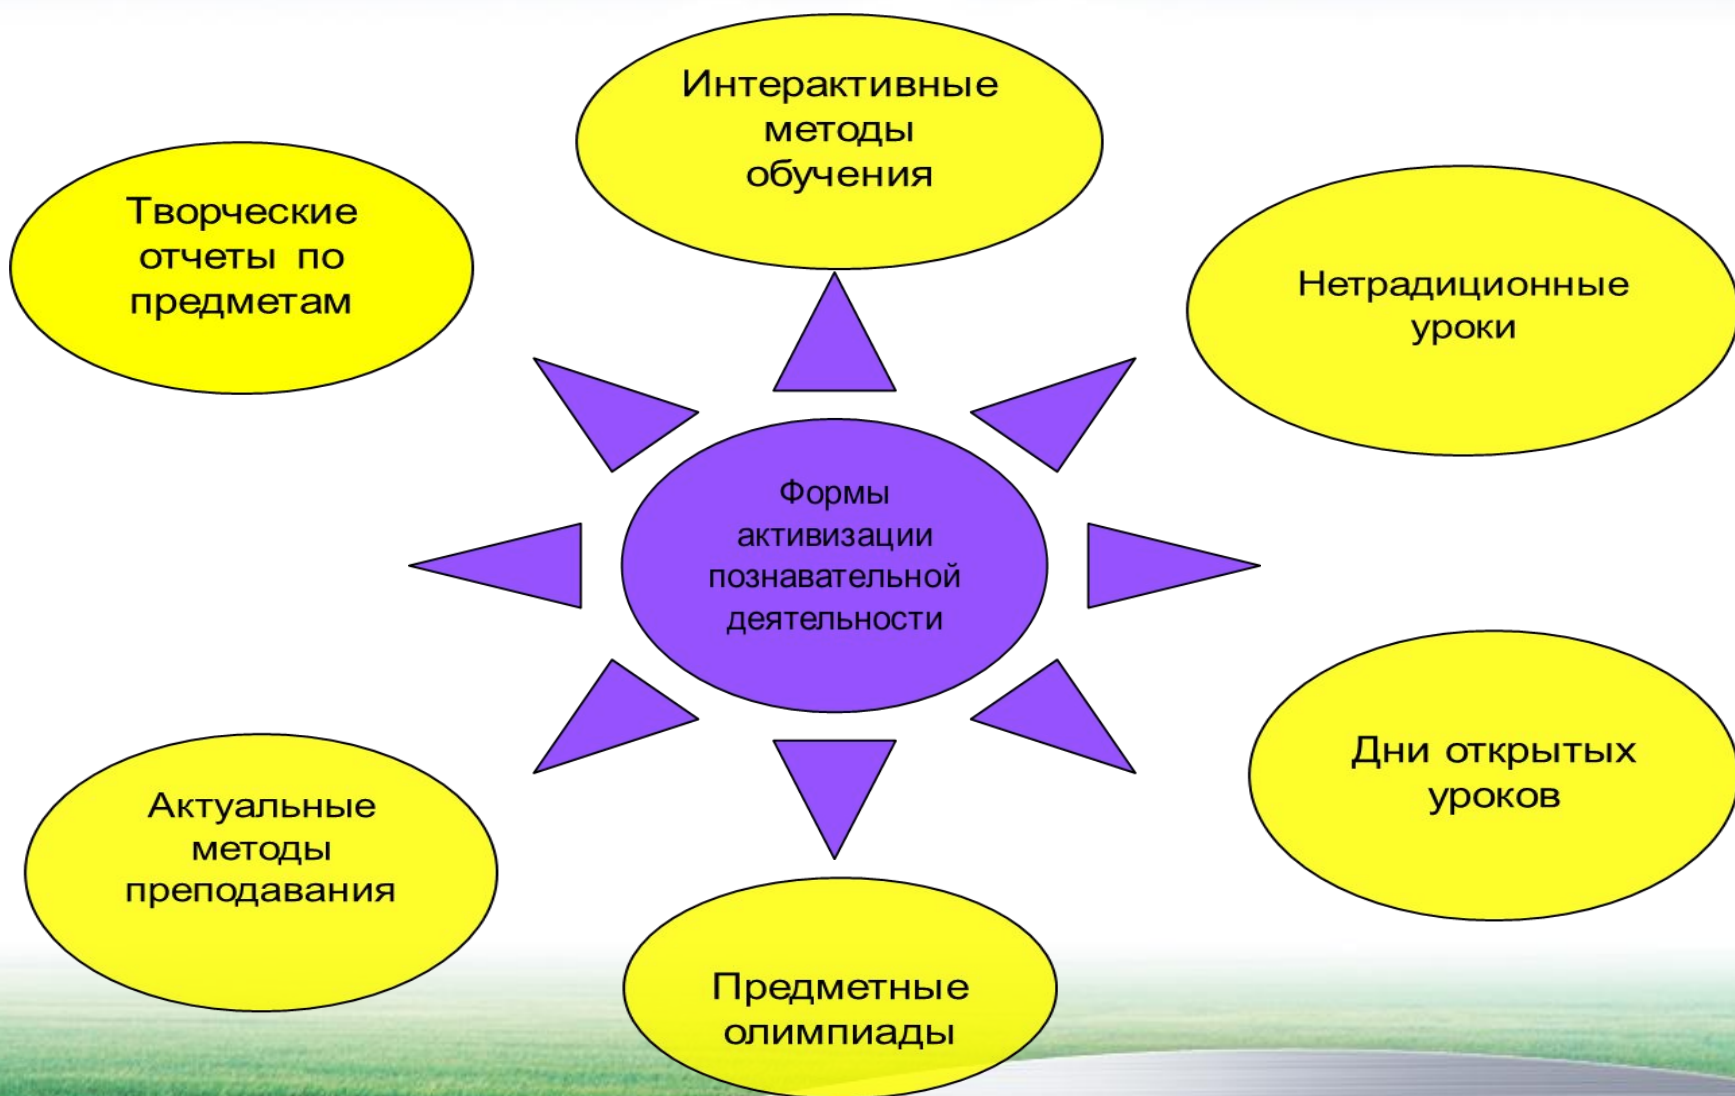 Интерактивные
методы
обучения
Творческие
отчеты по
предметам
Нетрадиционные
уроки
Формы
активизации
познавательной
деятельности
Дни открытых
уроков
Актуальные
методы
преподавания
Предметные
олимпиады